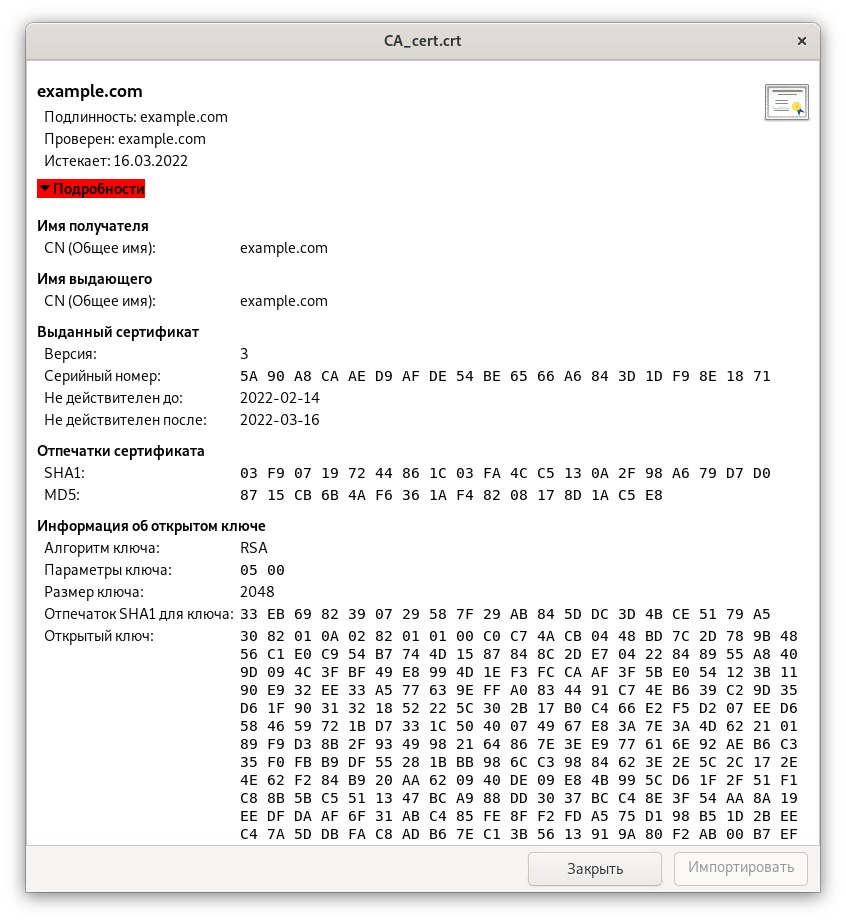 CA_cert.crt
×
example.com
Подлинность: example.com
Проверен: example.com
Истекает: 16.03.2022
Подробности
Имя получателя
CN (Общее имя): example.com
Имя выдающего
CN (Общее имя): example.com
Выданный сертификат
Версия: 3
Серийный номер: 5A 90 A8 CA AE D9 AF DE 54 BE 65 66 A6 84 3D 1D F9 8E 18 71
Не действителен до: 2022-02-14
Не действителен после: 2022-03-16
Отпечатки сертификата
SHA1: 03 F9 07 19 72 44 86 1C 03 FA 4C C5 13 0A 2F 98 A6 79 D7 D0
MD5: 87 15 CB 6B 4A F6 36 1A F4 82 08 17 8D 1A C5 E8
Информация об открытом ключе
Алгоритм ключа: RSA
Параметры ключа: 05 00
Размер ключа: 2048
Отпечаток SHA1 для ключа: 33 EB 69 82 39 07 29 58 7F 29 AB 84 5D DC 3D 4B CE 51 79 A5
Открытый ключ: 30 82 01 0A 02 82 01 01 00 C0 C7 4A CB 04 48 BD 7C 2D 78 9B 48
56 C1 E0 C9 54 B7 74 4D 15 87 84 8C 2D E7 04 22 84 89 55 A8 40
9D 09 4C 3F BF 49 E8 99 4D 1E F3 FC CA AF 3F 5B E0 54 12 3B 11
90 E9 32 EE 33 A5 77 63 9E FF A0 83 44 91 C7 4E B6 39 C2 9D 35
D6 1F 90 31 32 18 52 22 5C 30 2B 17 B0 C4 66 E2 F5 D2 07 EE D6
58 46 59 72 1B D7 33 1C 50 40 07 49 67 E8 3A 7E 3A 4D 62 21 01
89 F9 D3 8B 2F 93 49 98 21 64 86 7E 3E E9 77 61 6E 92 AE B6 C3
35 F0 FB B9 DF 55 28 1B BB 98 6C C3 98 84 62 3E 2E 5C 2C 17 2E
4E 62 F2 84 B9 20 AA 62 09 40 DE 09 E8 4B 99 5C D6 1F 2F 51 F1
C8 8B 5B C5 51 13 47 BC A9 88 DD 30 37 BC C4 8E 3F 54 AA 8A 19
EE DF DA AF 6F 31 AB C4 85 FE 8F F2 FD A5 75 D1 98 B5 1D 2B EE
C4 7A 5D DB FA C8 AD B6 7E C1 3B 56 13 91 9A 80 F2 AB 00 B7 EF
Закрыть Импортировать